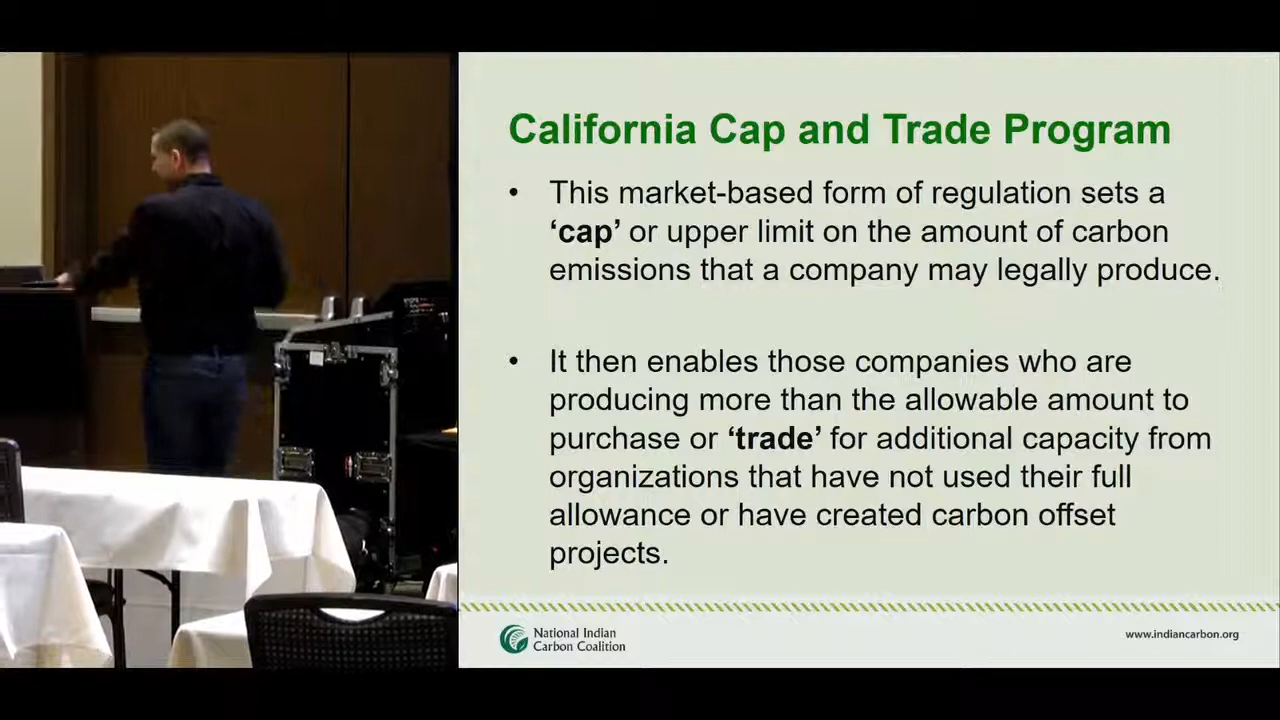 California Cap and Trade Program
• This market-based form of regulation sets a
‘cap’ or upper limit on the amount of carbon
emissions that a company may legally produce.
• It then enables those companies who are
producing more than the allowable amount to
purchase or ‘trade’ for additional capacity from
organizations that have not used their full
allowance or have created carbon offset
projects.
National Indian
Carbon Coalition
www.indiancarbon.org